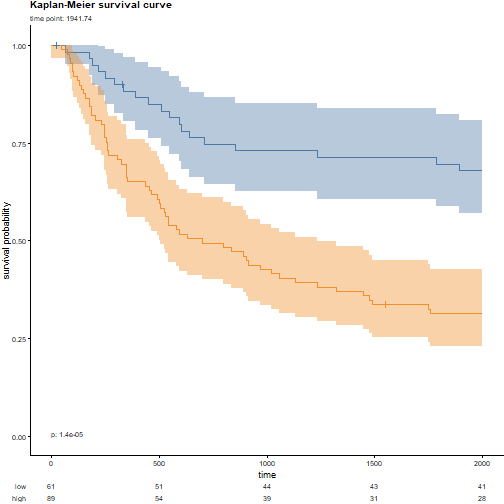 Kaplan-Meier survival curve
time point: 1941.74
survival probability
1.00
0.75
0.50
0.25
0.00
p: 1.4e-05
0 500 1000 1500 2000
time
low 61 51 44 43 41
high 89 54 39 31 28